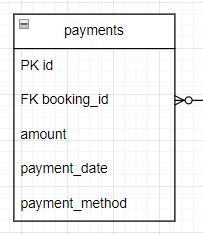 payments
PK id
FK booking_id
amount
payment_date
payment_method